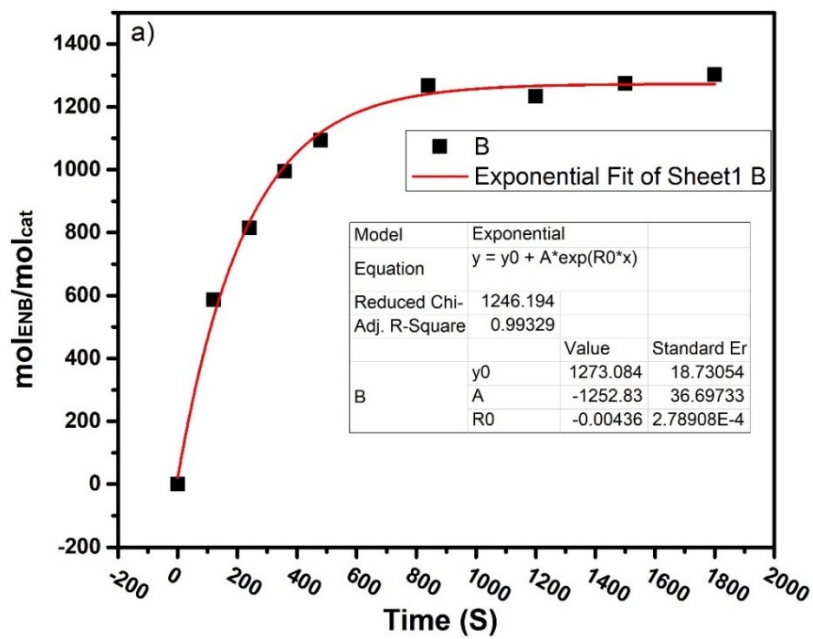 a)
1400
1200
1000
800
600
400
200
0
-200
molENB/molcat
B
Exponential Fit of Sheet1 B
Model Exponential
Equation y = y0 + A*exp(R0*x)
Reduced Chi- 1246.194
Adj. R-Square 0.99329
Value Standard Er
B
y0 1273.084 18.73054
A -1252.83 36.69733
R0 -0.00436 2.78908E-4
-200 0 200 400 600 800 1000 1200 1400 1600 1800 2000
Time (S)